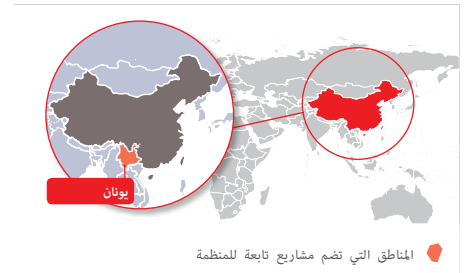 يونان
المناطق التي تضم مشاريع تابعة للمنظمة